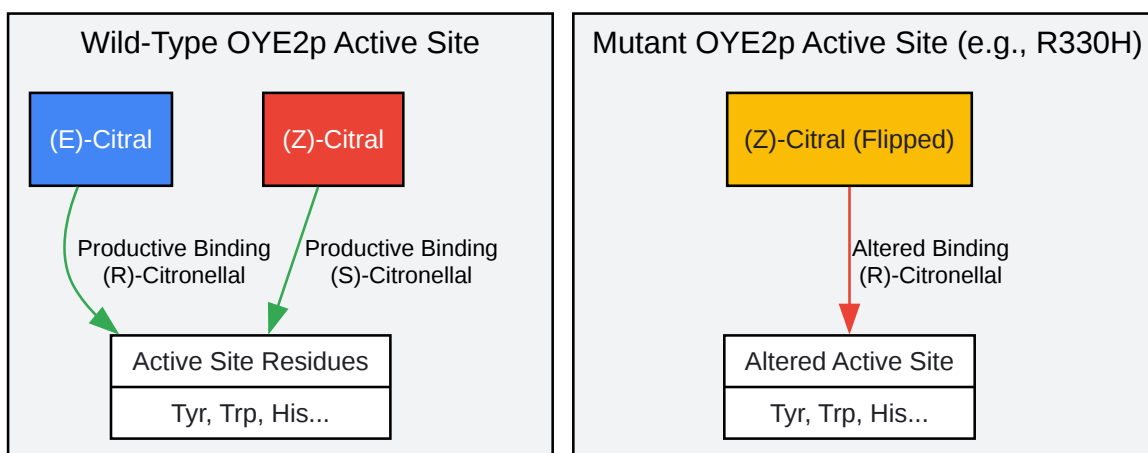 Wild-Type OYE2p Active Site
(E)-Citral
(Z)-Citral
Productive Binding
(R)-Citronellal
Productive Binding
(S)-Citronellal
Active Site Residues
Tyr, Trp, His...
Mutant OYE2p Active Site (e.g., R330H)
(Z)-Citral (Flipped)
Altered Binding
(R)-Citronellal
Altered Active Site
Tyr, Trp, His...